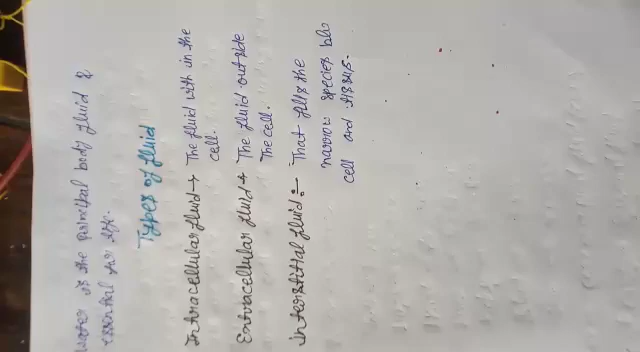 water is the principal body fluid &
essential for life.
Types of fluid
Intracellular fluid → The fluid with in the
cell.
Extracellular fluid → The fluid outside
The cell.
interstitial fluid :- That fills the
narrow species b/w
cell and tissues.